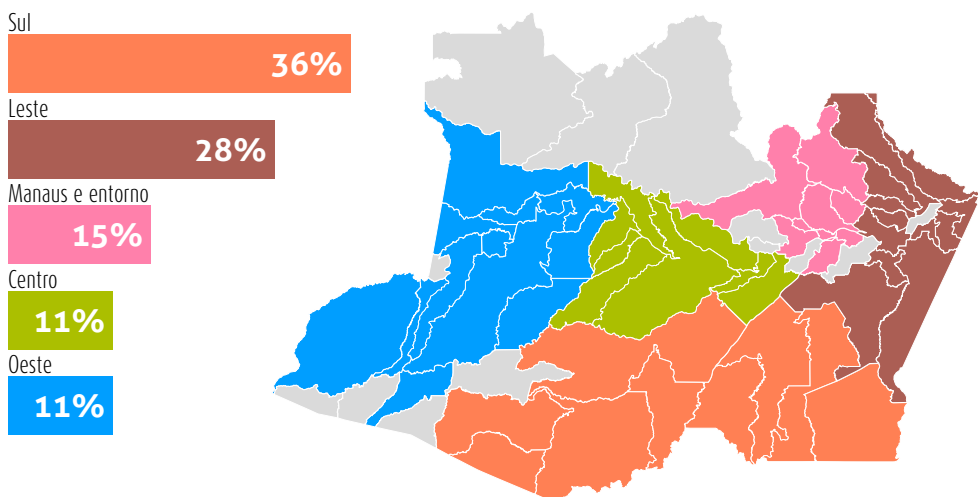 Sul
36%
Leste
28%
Manaus e entorno
15%
Centro
11%
Oeste
11%